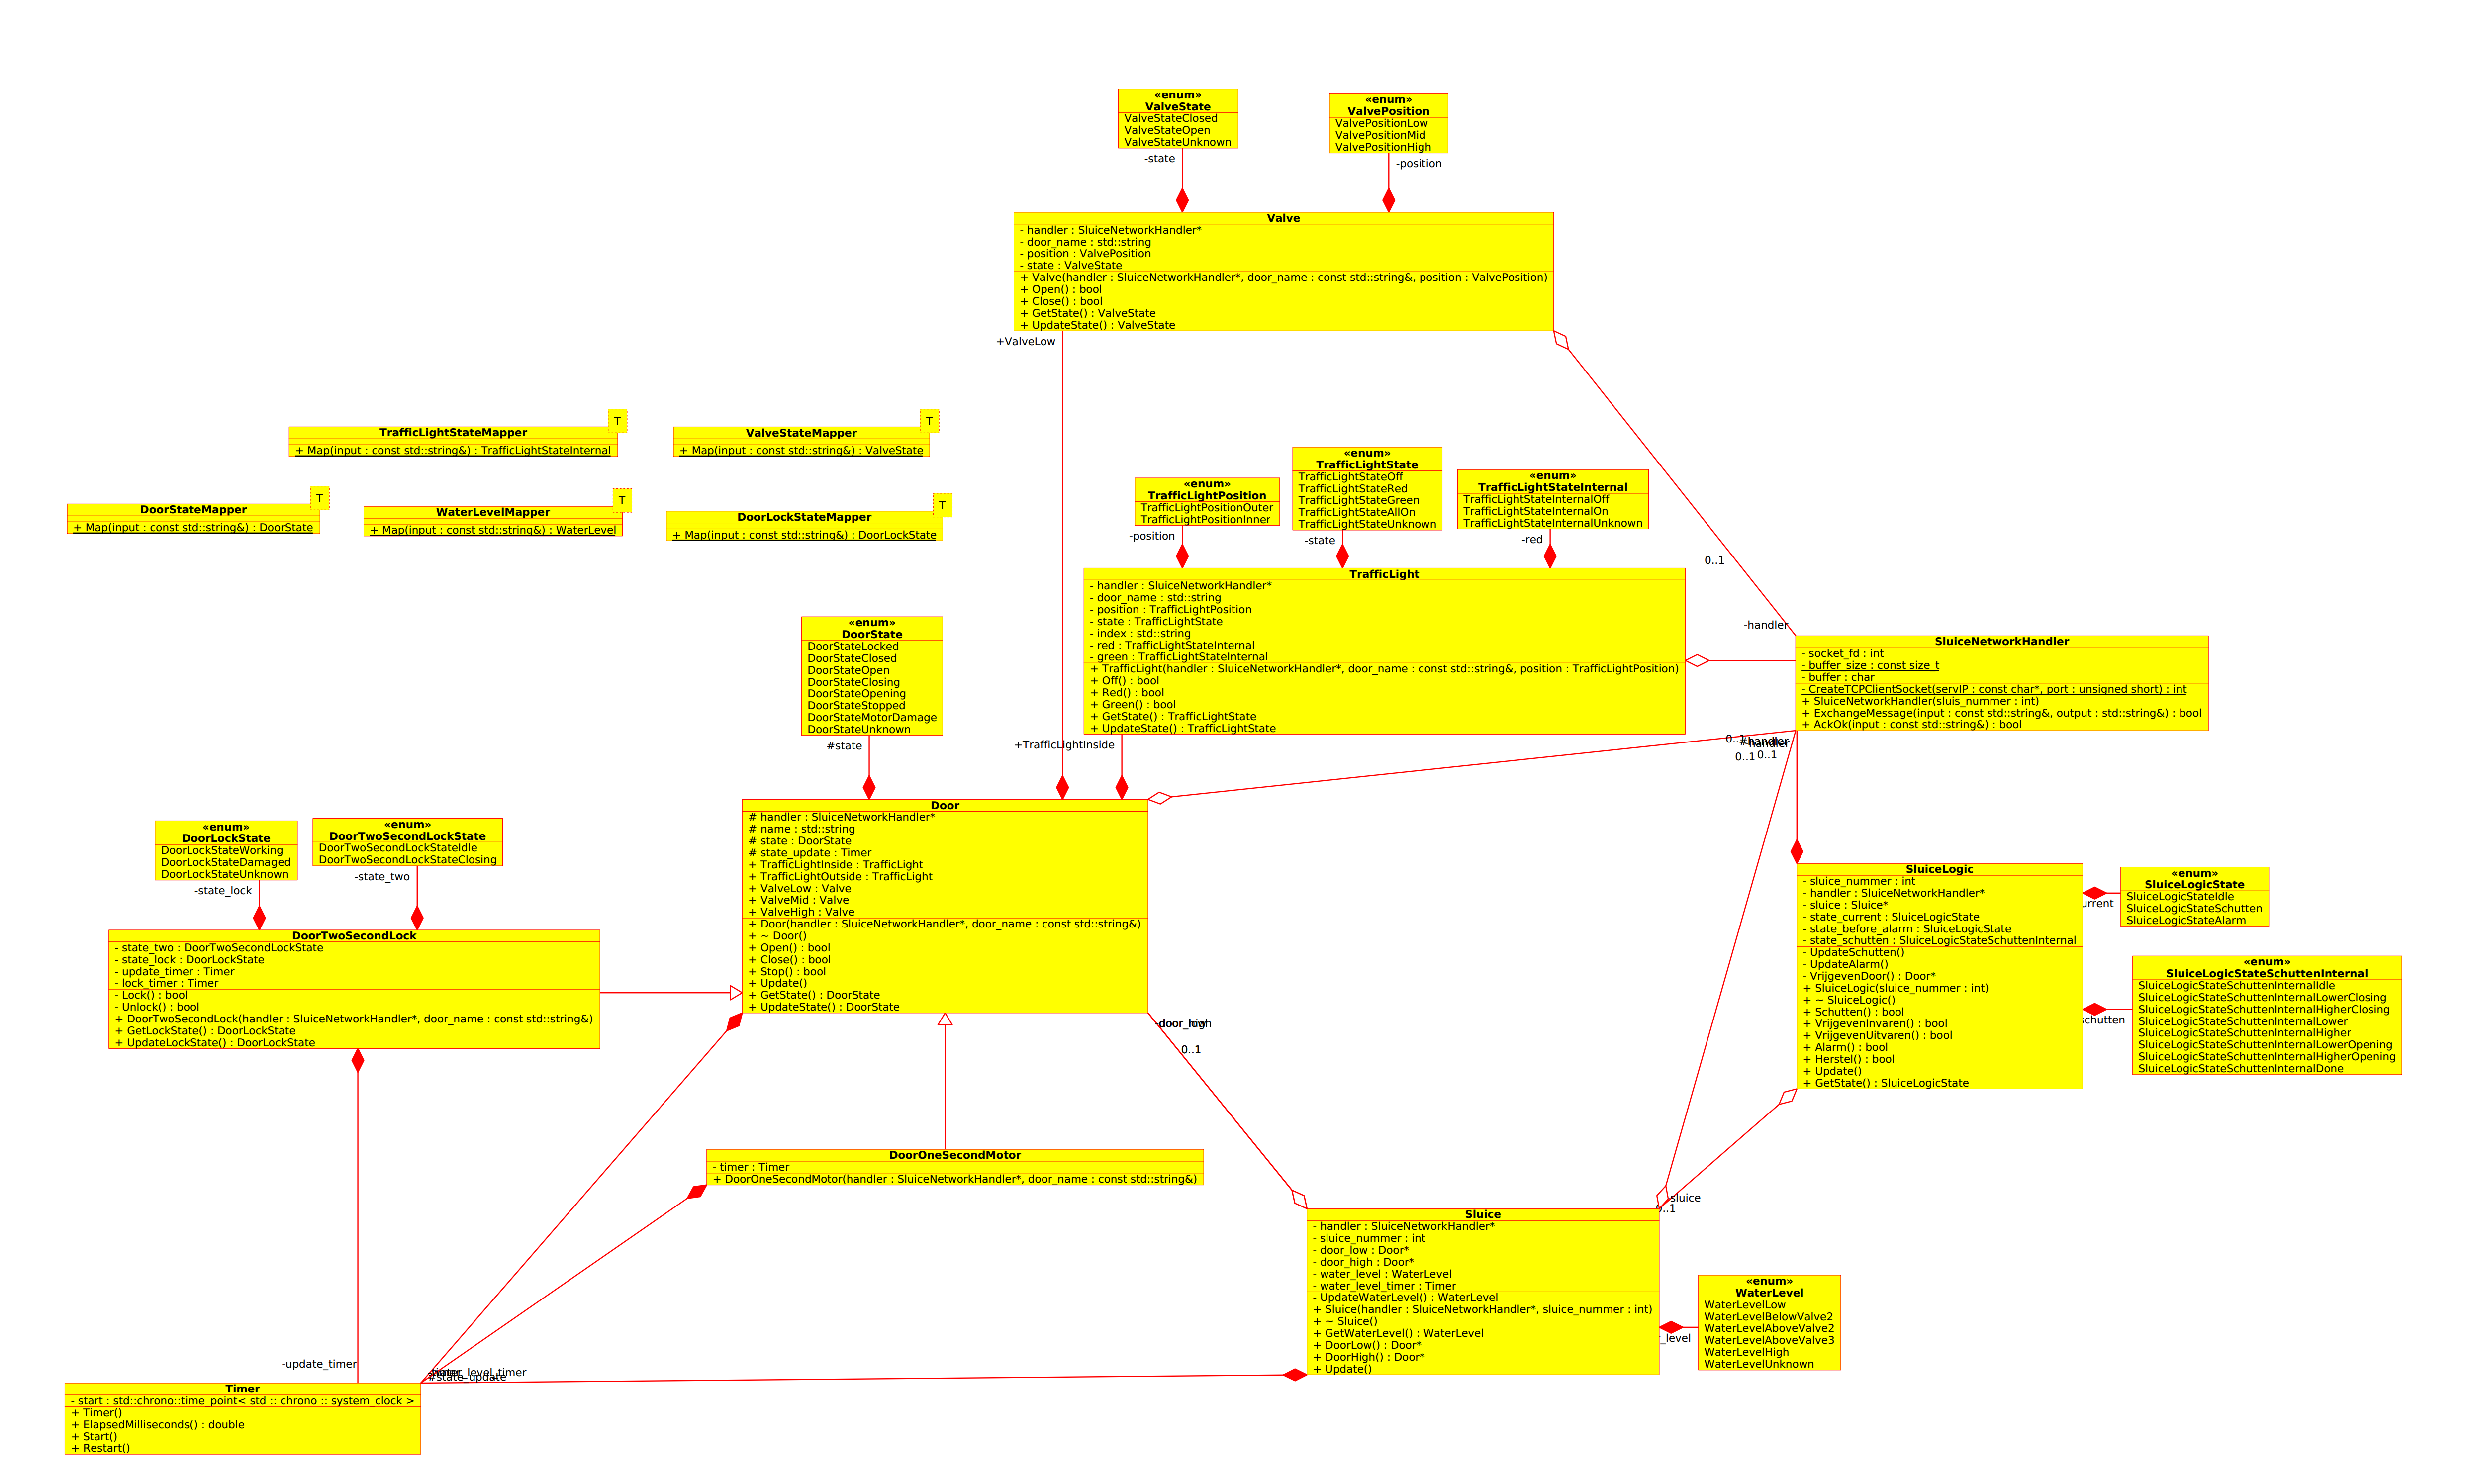 «enum»
ValveState
ValveStateClosed
ValveStateOpen
ValveStateUnknown
-state
«enum»
ValvePosition
ValvePositionLow
ValvePositionMid
ValvePositionHigh
-position
Valve
- handler : SluiceNetworkHandler*
- door_name : std::string
- position : ValvePosition
- state : ValveState
+ Valve(handler : SluiceNetworkHandler*, door_name : const std::string&, position : ValvePosition)
+ Open() : bool
+ Close() : bool
+ GetState() : ValveState
+ UpdateState() : ValveState
+ValveLow
T
TrafficLightStateMapper
+ Map(input : const std::string&) : TrafficLightStateInternal
T
ValveStateMapper
+ Map(input : const std::string&) : ValveState
T
DoorStateMapper
+ Map(input : const std::string&) : DoorState
T
WaterLevelMapper
+ Map(input : const std::string&) : WaterLevel
T
DoorLockStateMapper
+ Map(input : const std::string&) : DoorLockState
«enum»
TrafficLightPosition
TrafficLightPositionOuter
TrafficLightPositionInner
-position
«enum»
TrafficLightState
TrafficLightStateOff
TrafficLightStateRed
TrafficLightStateGreen
TrafficLightStateAllOn
TrafficLightStateUnknown
-state
«enum»
TrafficLightStateInternal
TrafficLightStateInternalOff
TrafficLightStateInternalOn
TrafficLightStateInternalUnknown
-red
0..1
-handler
TrafficLight
- handler : SluiceNetworkHandler*
- door_name : std::string
- position : TrafficLightPosition
- state : TrafficLightState
- index : std::string
- red : TrafficLightStateInternal
- green : TrafficLightStateInternal
+ TrafficLight(handler : SluiceNetworkHandler*, door_name : const std::string&, position : TrafficLightPosition)
+ Off() : bool
+ Red() : bool
+ Green() : bool
+ GetState() : TrafficLightState
+ UpdateState() : TrafficLightState
+TrafficLightInside
SluiceNetworkHandler
- socket_fd : int
- buffer_size : const size_t
- buffer : char
- CreateTCPClientSocket(servIP : const char*, port : unsigned short) : int
+ SluiceNetworkHandler(sluis_nummer : int)
+ ExchangeMessage(input : const std::string&, output : std::string&) : bool
+ AckOk(input : const std::string&) : bool
0..1
0..1
0..1
«enum»
DoorState
DoorStateLocked
DoorStateClosed
DoorStateOpen
DoorStateClosing
DoorStateOpening
DoorStateStopped
DoorStateMotorDamage
DoorStateUnknown
#state
Door
# handler : SluiceNetworkHandler*
# name : std::string
# state : DoorState
# state_update : Timer
+ TrafficLightInside : TrafficLight
+ TrafficLightOutside : TrafficLight
+ ValveLow : Valve
+ ValveMid : Valve
+ ValveHigh : Valve
+ Door(handler : SluiceNetworkHandler*, door_name : const std::string&)
+ ~ Door()
+ Open() : bool
+ Close() : bool
+ Stop() : bool
+ Update()
+ GetState() : DoorState
+ UpdateState() : DoorState
0..1
«enum»
DoorLockState
DoorLockStateWorking
DoorLockStateDamaged
DoorLockStateUnknown
-state_lock
«enum»
DoorTwoSecondLockState
DoorTwoSecondLockStateIdle
DoorTwoSecondLockStateClosing
-state_two
DoorTwoSecondLock
- state_two : DoorTwoSecondLockState
- state_lock : DoorLockState
- update_timer : Timer
- lock_timer : Timer
- Lock() : bool
- Unlock() : bool
+ DoorTwoSecondLock(handler : SluiceNetworkHandler*, door_name : const std::string&)
+ GetLockState() : DoorLockState
+ UpdateLockState() : DoorLockState
SluiceLogic
- sluice_nummer : int
- handler : SluiceNetworkHandler*
- sluice : Sluice*
- state_current : SluiceLogicState
- state_before_alarm : SluiceLogicState
- state_schutten : SluiceLogicStateSchuttenInternal
- UpdateSchutten()
- UpdateAlarm()
- VrijgevenDoor() : Door*
+ SluiceLogic(sluice_nummer : int)
+ ~ SluiceLogic()
+ Schutten() : bool
+ VrijgevenInvaren() : bool
+ VrijgevenUitvaren() : bool
+ Alarm() : bool
+ Herstel() : bool
+ Update()
+ GetState() : SluiceLogicState
«enum»
SluiceLogicState
SluiceLogicStateIdle
SluiceLogicStateSchutten
SluiceLogicStateAlarm
«enum»
SluiceLogicStateSchuttenInternal
SluiceLogicStateSchuttenInternalIdle
SluiceLogicStateSchuttenInternalLowerClosing
SluiceLogicStateSchuttenInternalHigherClosing
SluiceLogicStateSchuttenInternalLower
SluiceLogicStateSchuttenInternalHigher
SluiceLogicStateSchuttenInternalLowerOpening
SluiceLogicStateSchuttenInternalHigherOpening
SluiceLogicStateSchuttenInternalDone
DoorOneSecondMotor
- timer : Timer
+ DoorOneSecondMotor(handler : SluiceNetworkHandler*, door_name : const std::string&)
Sluice
- handler : SluiceNetworkHandler*
- sluice_nummer : int
- door_low : Door*
- door_high : Door*
- water_level : WaterLevel
- water_level_timer : Timer
- UpdateWaterLevel() : WaterLevel
+ Sluice(handler : SluiceNetworkHandler*, sluice_nummer : int)
+ ~ Sluice()
+ GetWaterLevel() : WaterLevel
+ DoorLow() : Door*
+ DoorHigh() : Door*
+ Update()
«enum»
WaterLevel
WaterLevelLow
WaterLevelBelowValve2
WaterLevelAboveValve2
WaterLevelAboveValve3
WaterLevelHigh
WaterLevelUnknown
-update_timer
#state_update
Timer
- start : std::chrono::time_point< std :: chrono :: system_clock >
+ Timer()
+ ElapsedMilliseconds() : double
+ Start()
+ Restart()